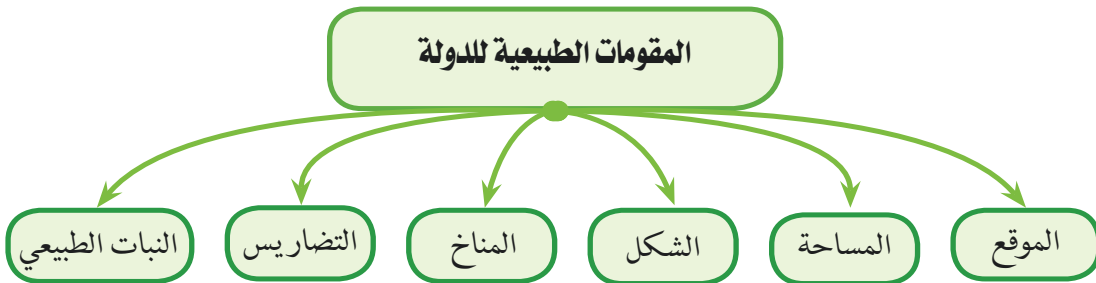 المقومات الطبيعية للدولة
الموقع
المساحة
الشكل
المناخ
التضاريس
النبات الطبيعي